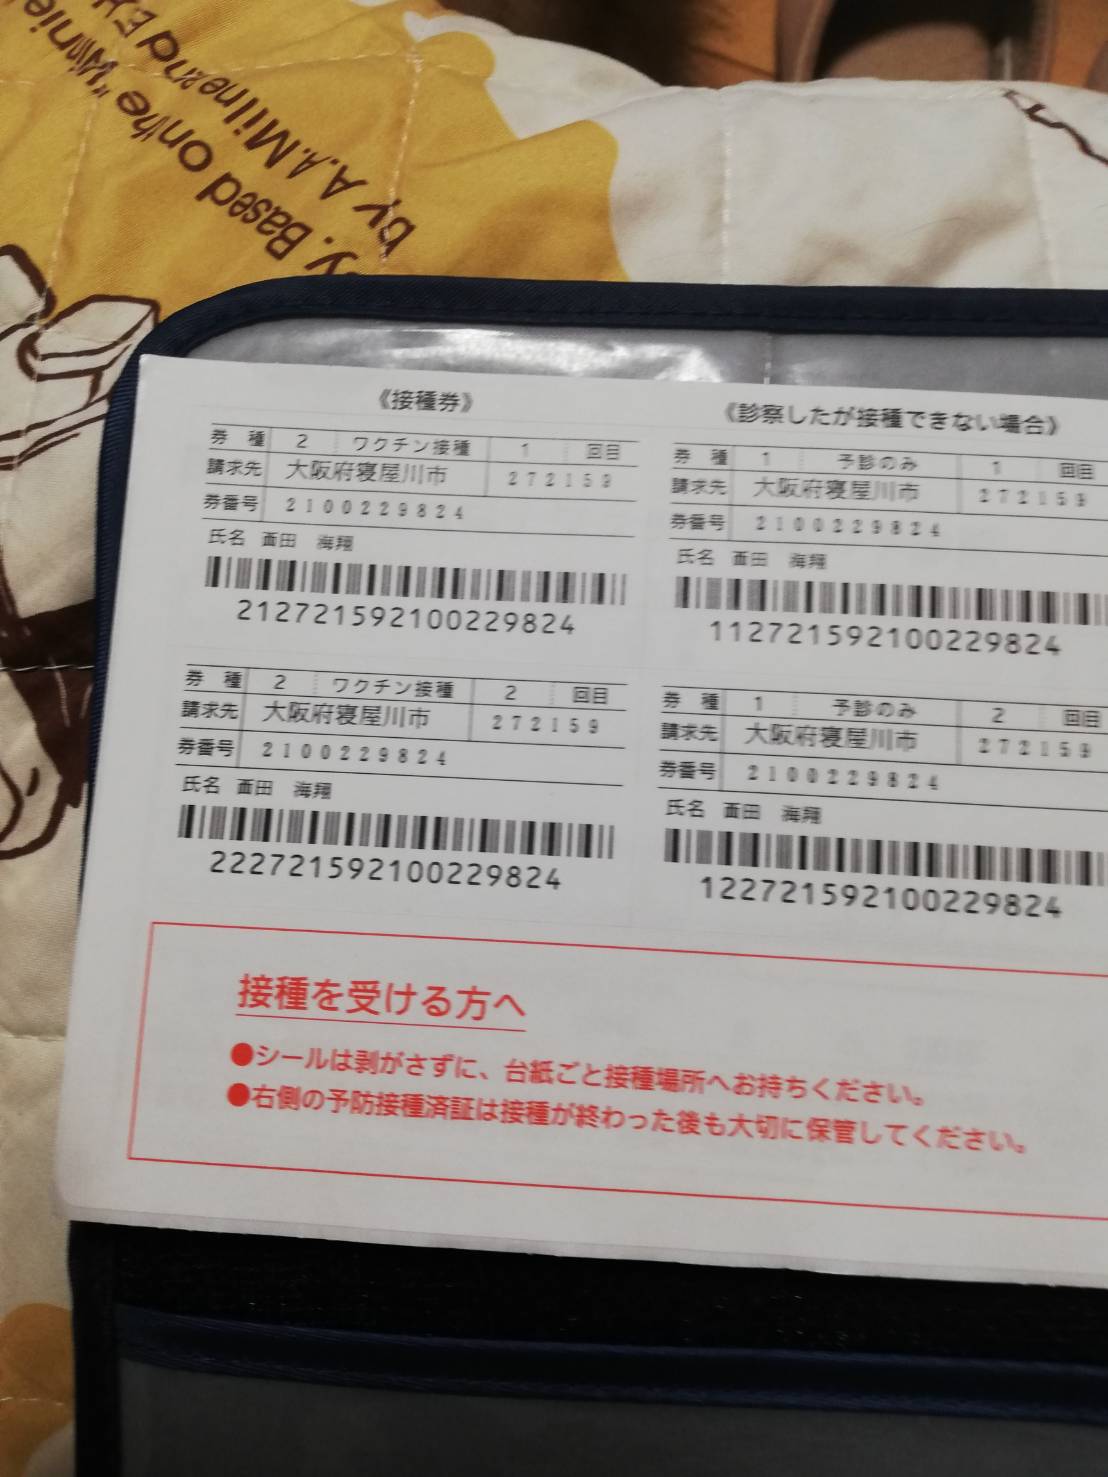 "Winnie
y. Based on the
by A.A.Milne and E.H
《接種券》
券 種 2 ワクチン接種 1 回目
請求先 大阪府寝屋川市 272159
券番号 2100229824
氏名 西田 海翔
212721592100229824
券 種 2 ワクチン接種 2 回目
請求先 大阪府寝屋川市 272159
券番号 2100229824
氏名 西田 海翔
222721592100229824
《診察したが接種できない場合》
券 種 1 予診のみ 1 回目
請求先 大阪府寝屋川市 272159
券番号 2100229824
氏名 西田 海翔
112721592100229824
券 種 1 予診のみ 2 回目
請求先 大阪府寝屋川市 272159
券番号 2100229824
氏名 西田 海翔
122721592100229824
接種を受ける方へ
●シールは剥がさずに、台紙ごと接種場所へお持ちください。
●右側の予防接種済証は接種が終わった後も大切に保管してください。